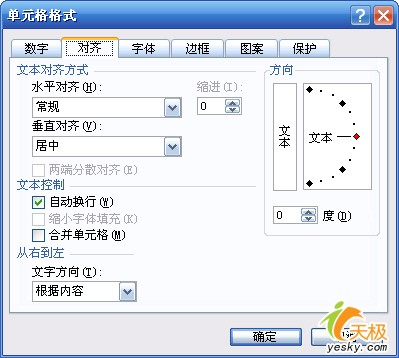 单元格格式
数字 对齐 字体 边框 图案 保护
文本对齐方式
水平对齐(H):
缩进(I):
常规
0
垂直对齐(V):
居中
两端分散对齐(E)
文本控制
自动换行(W)
缩小字体填充(K)
合并单元格(M)
从右到左
文字方向(T):
根据内容
方向
文本
文本
0 度(D)
确定
天极
yesky.com